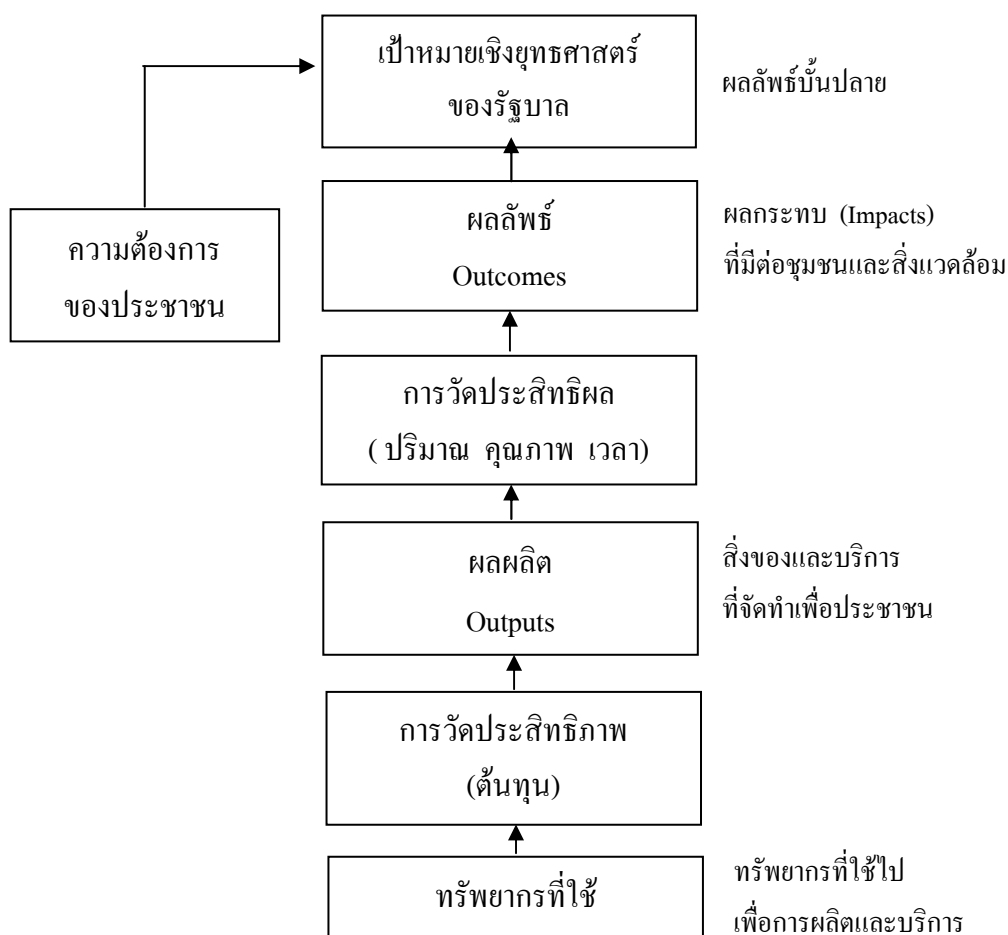 เป้าหมายเชิงยุทธศาสตร์
ของรัฐบาล
ผลลัพธ์บั้นปลาย
ความต้องการ
ของประชาชน
ผลลัพธ์
Outcomes
ผลกระทบ (Impacts)
ที่มีต่อชุมชนและสิ่งแวดล้อม
การวัดประสิทธิผล
( ปริมาณ คุณภาพ เวลา)
ผลผลิต
Outputs
สิ่งของและบริการ
ที่จัดทำเพื่อประชาชน
การวัดประสิทธิภาพ
(ต้นทุน)
ทรัพยากรที่ใช้
ทรัพยากรที่ใช้ไป
เพื่อการผลิตและบริการ